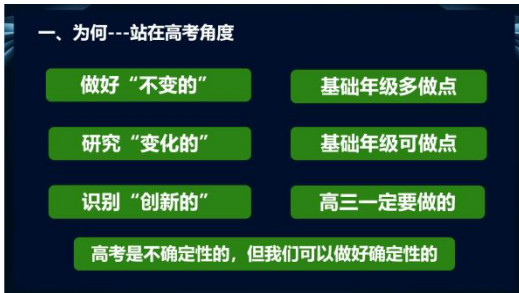 一、为何---站在高考角度
做好“不变的”
基础年级多做点
研究“变化的”
基础年级可做点
识别“创新的”
高三一定要做的
高考是不确定性的，但我们可以做好确定性的